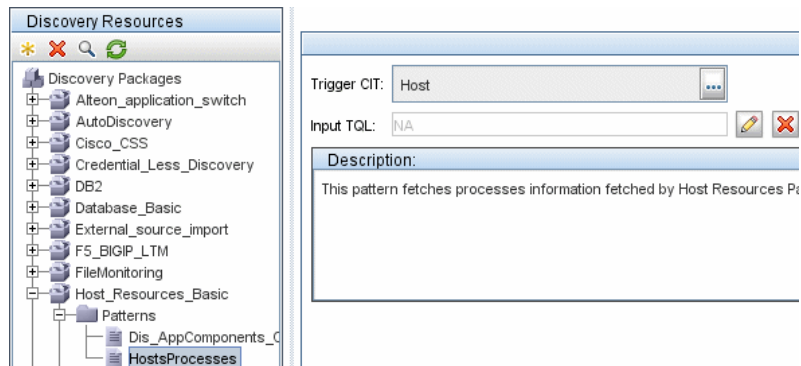 Discovery Resources
Discovery Packages
Alteon_application_switch
AutoDiscovery
Cisco_CSS
Credential_Less_Discovery
DB2
Database_Basic
External_source_import
F5_BIGIP_LTM
FileMonitoring
Host_Resources_Basic
Patterns
Dis_AppComponents_
HostsProcesses
Trigger CIT: Host ...
Input TQL: NA
Description:
This pattern fetches processes information fetched by Host Resources Pa